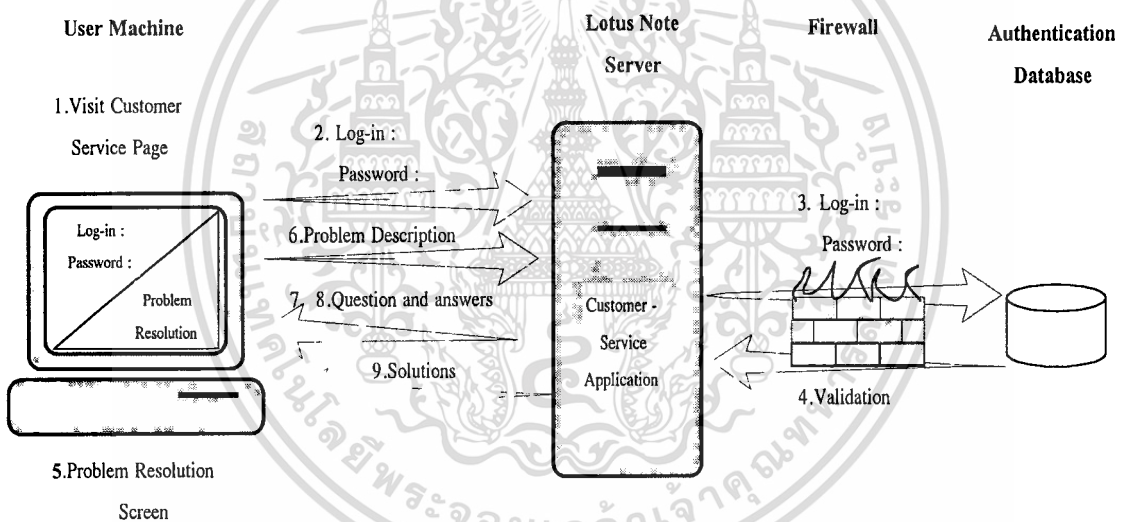 User Machine
Lotus Note
Server
Firewall
Authentication
Database
1.Visit Customer
Service Page
2. Log-in :
Password :
3. Log-in :
Password :
Log-in :
Password :
Problem
Resolution
6.Problem Description
7, 8.Question and answers
9.Solutions
Customer -
Service
Application
4.Validation
5.Problem Resolution
Screen